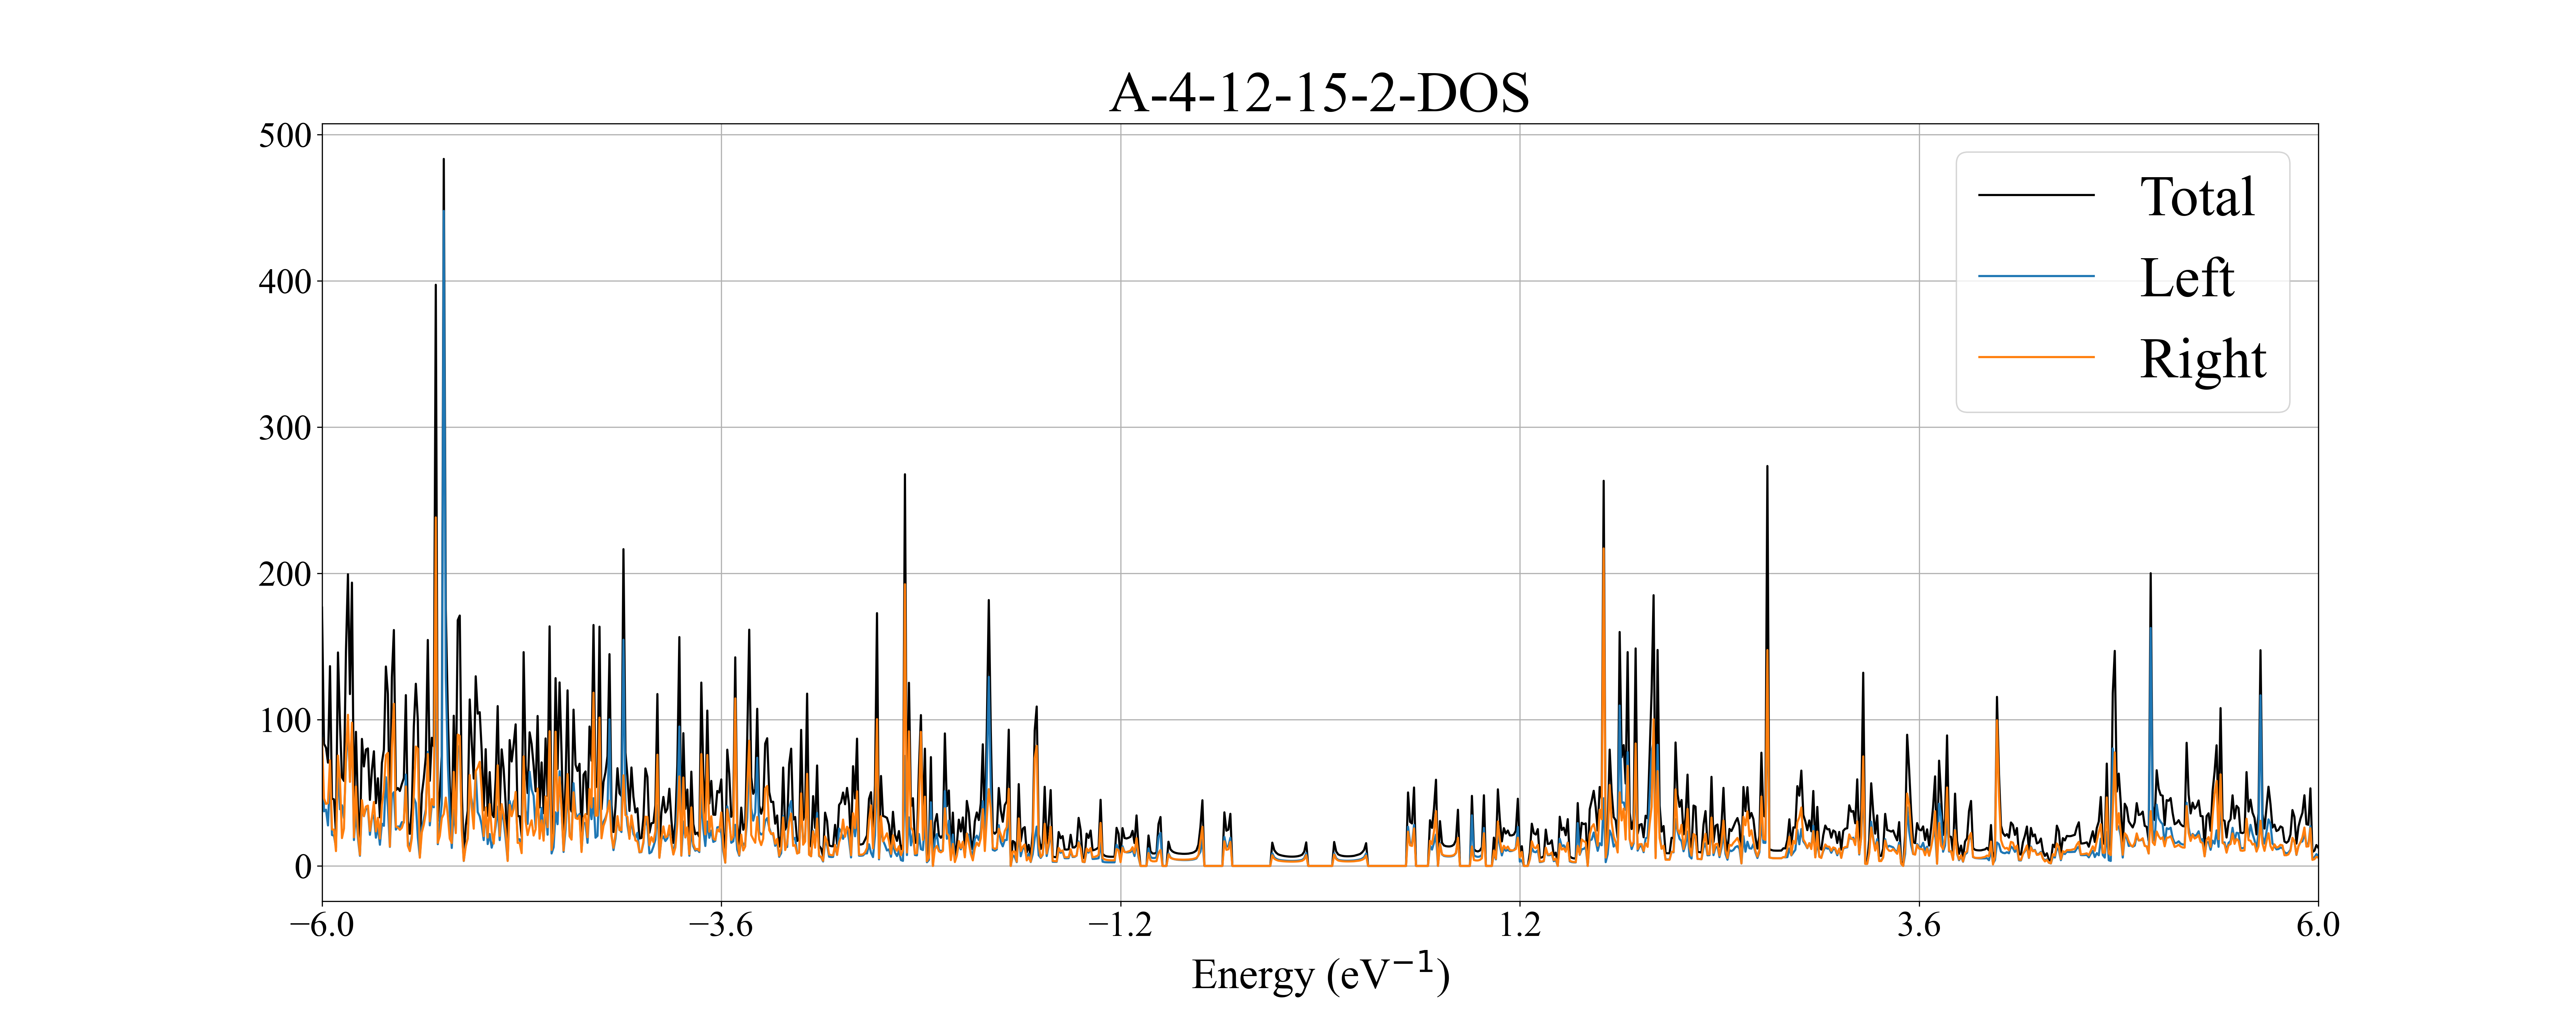 A-4-12-15-2-DOS
500
400
300
200
100
0
Total
Left
Right
−6.0 −3.6 −1.2 1.2 3.6 6.0
Energy (eV⁻¹)